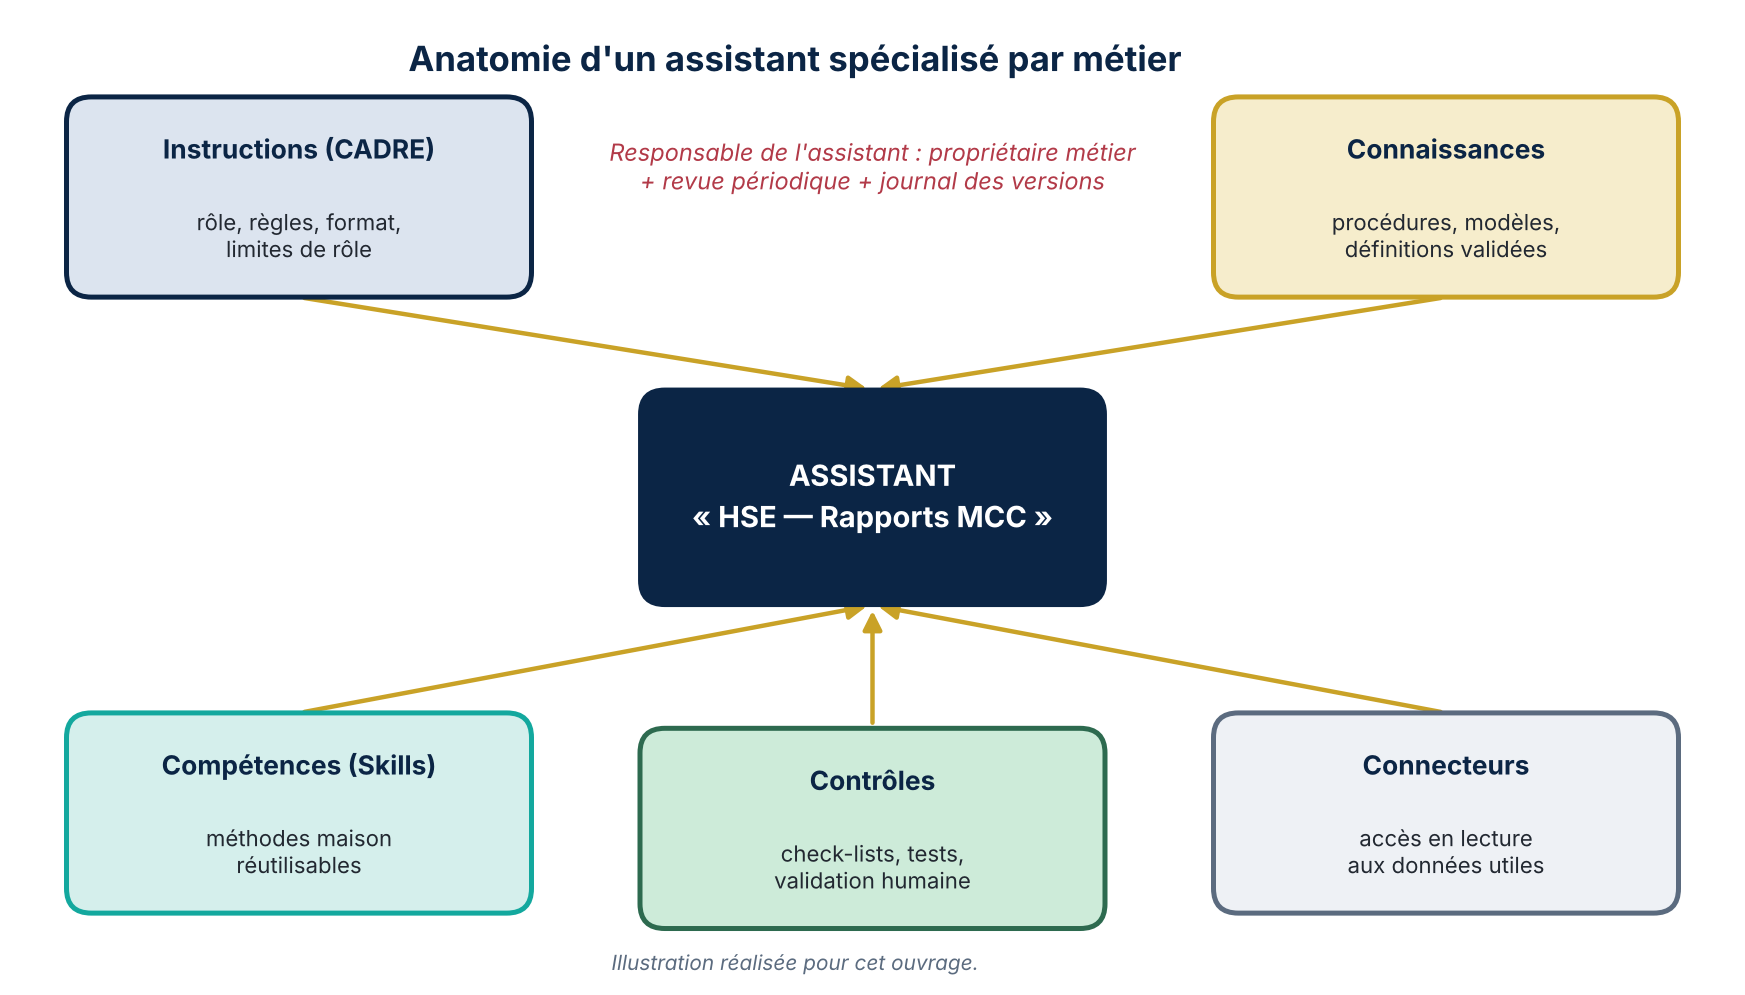 Anatomie d'un assistant spécialisé par métier
Instructions (CADRE)
rôle, règles, format,
limites de rôle
Responsable de l'assistant : propriétaire métier
+ revue périodique + journal des versions
Connaissances
procédures, modèles,
définitions validées
ASSISTANT
« HSE — Rapports MCC »
Compétences (Skills)
méthodes maison
réutilisables
Contrôles
check-lists, tests,
validation humaine
Connecteurs
accès en lecture
aux données utiles
Illustration réalisée pour cet ouvrage.